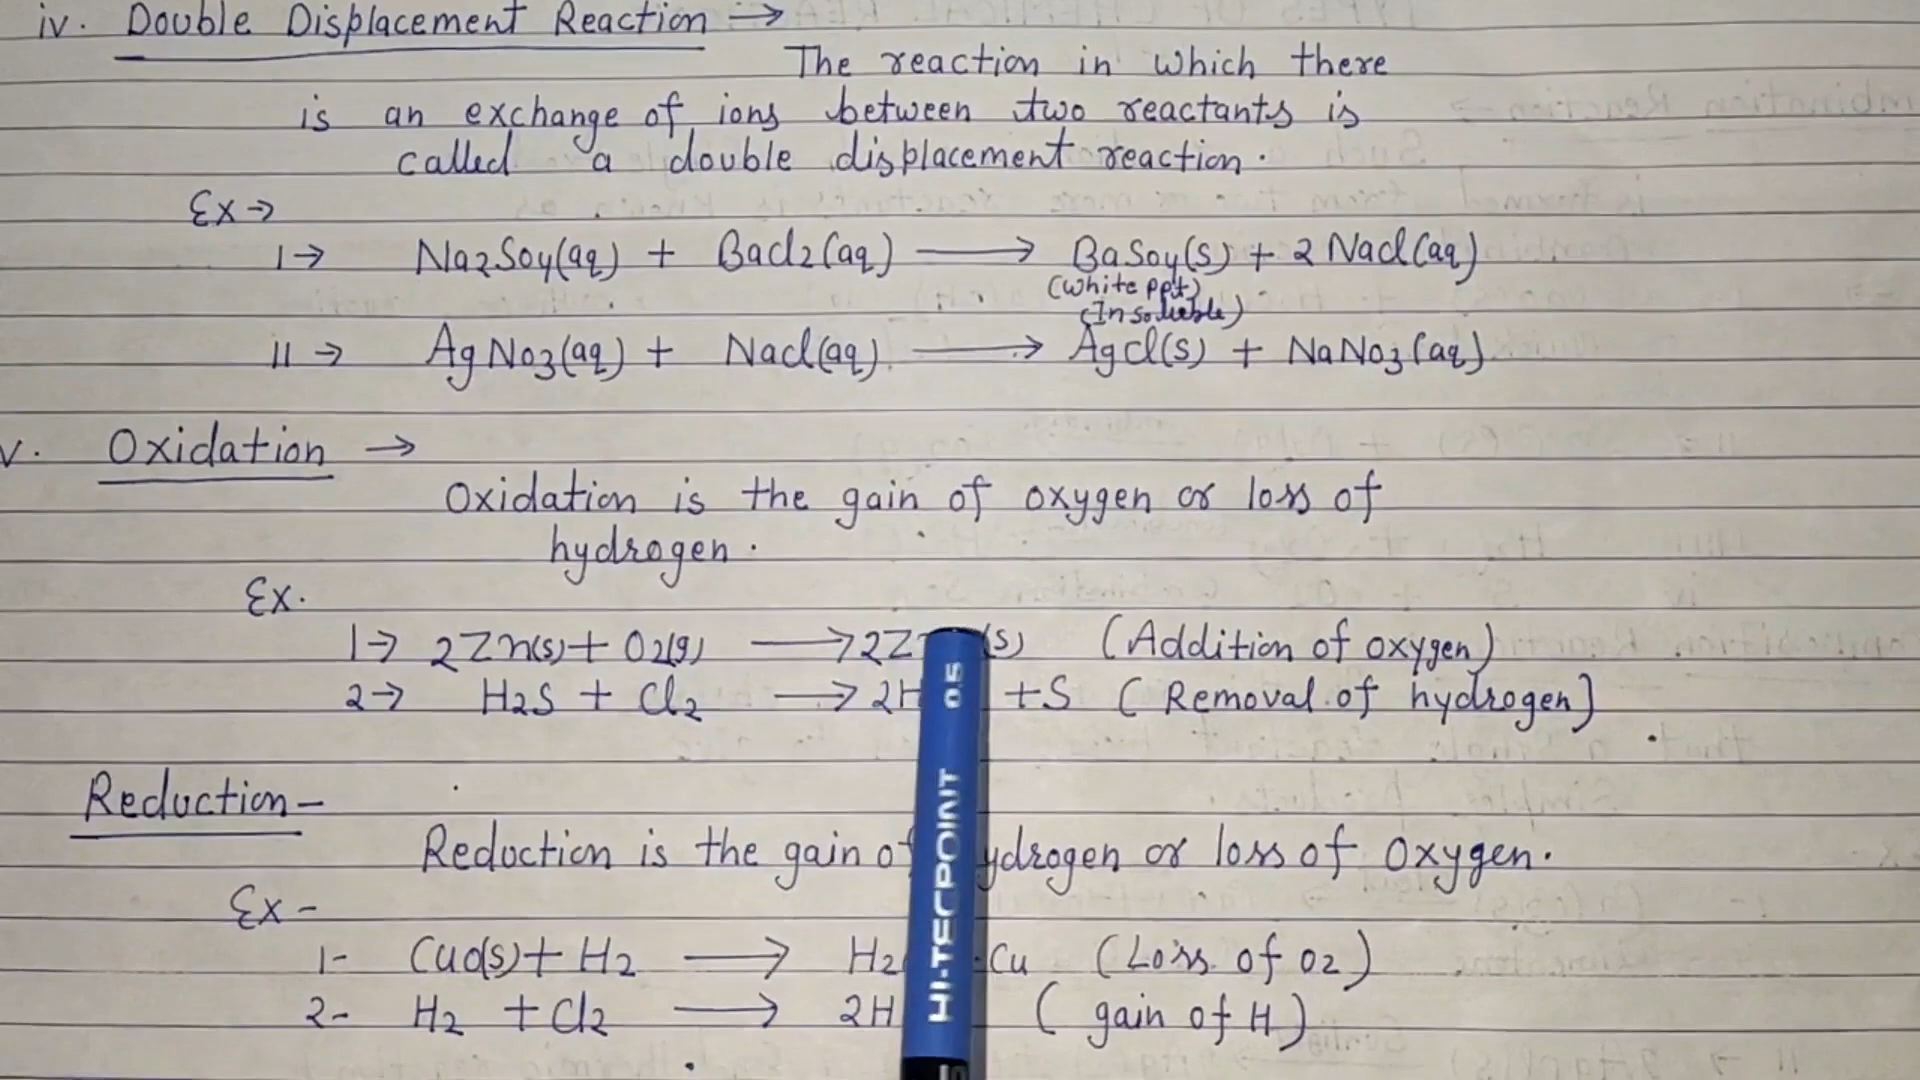 iv. Double Displacement Reaction →
The reaction in which there
is an exchange of ions between two reactants is
called a double displacement reaction.
Ex →
I → Na2So4(aq) + Bacl2(aq) ⟶ BaSo4(s) + 2 Nacl(aq)
(White ppt)
(Insoluble)
II → AgNo3(aq) + Nacl(aq) ⟶ Agcl(s) + NaNo3(aq)
v. Oxidation →
Oxidation is the gain of oxygen or loss of
hydrogen.
Ex.
1→ 2Zn(s) + O2(g) ⟶ 2Z (s) (Addition of oxygen)
2→ H2S + Cl2 ⟶ 2H +S (Removal of hydrogen)
Reduction-
Reduction is the gain of ydrogen or loss of Oxygen.
Ex -
1- Cuo(s) + H2 ⟶ H2 Cu (Loss of O2)
2- H2 + Cl2 ⟶ 2H (gain of H)
HI-TECPOINT 0.5